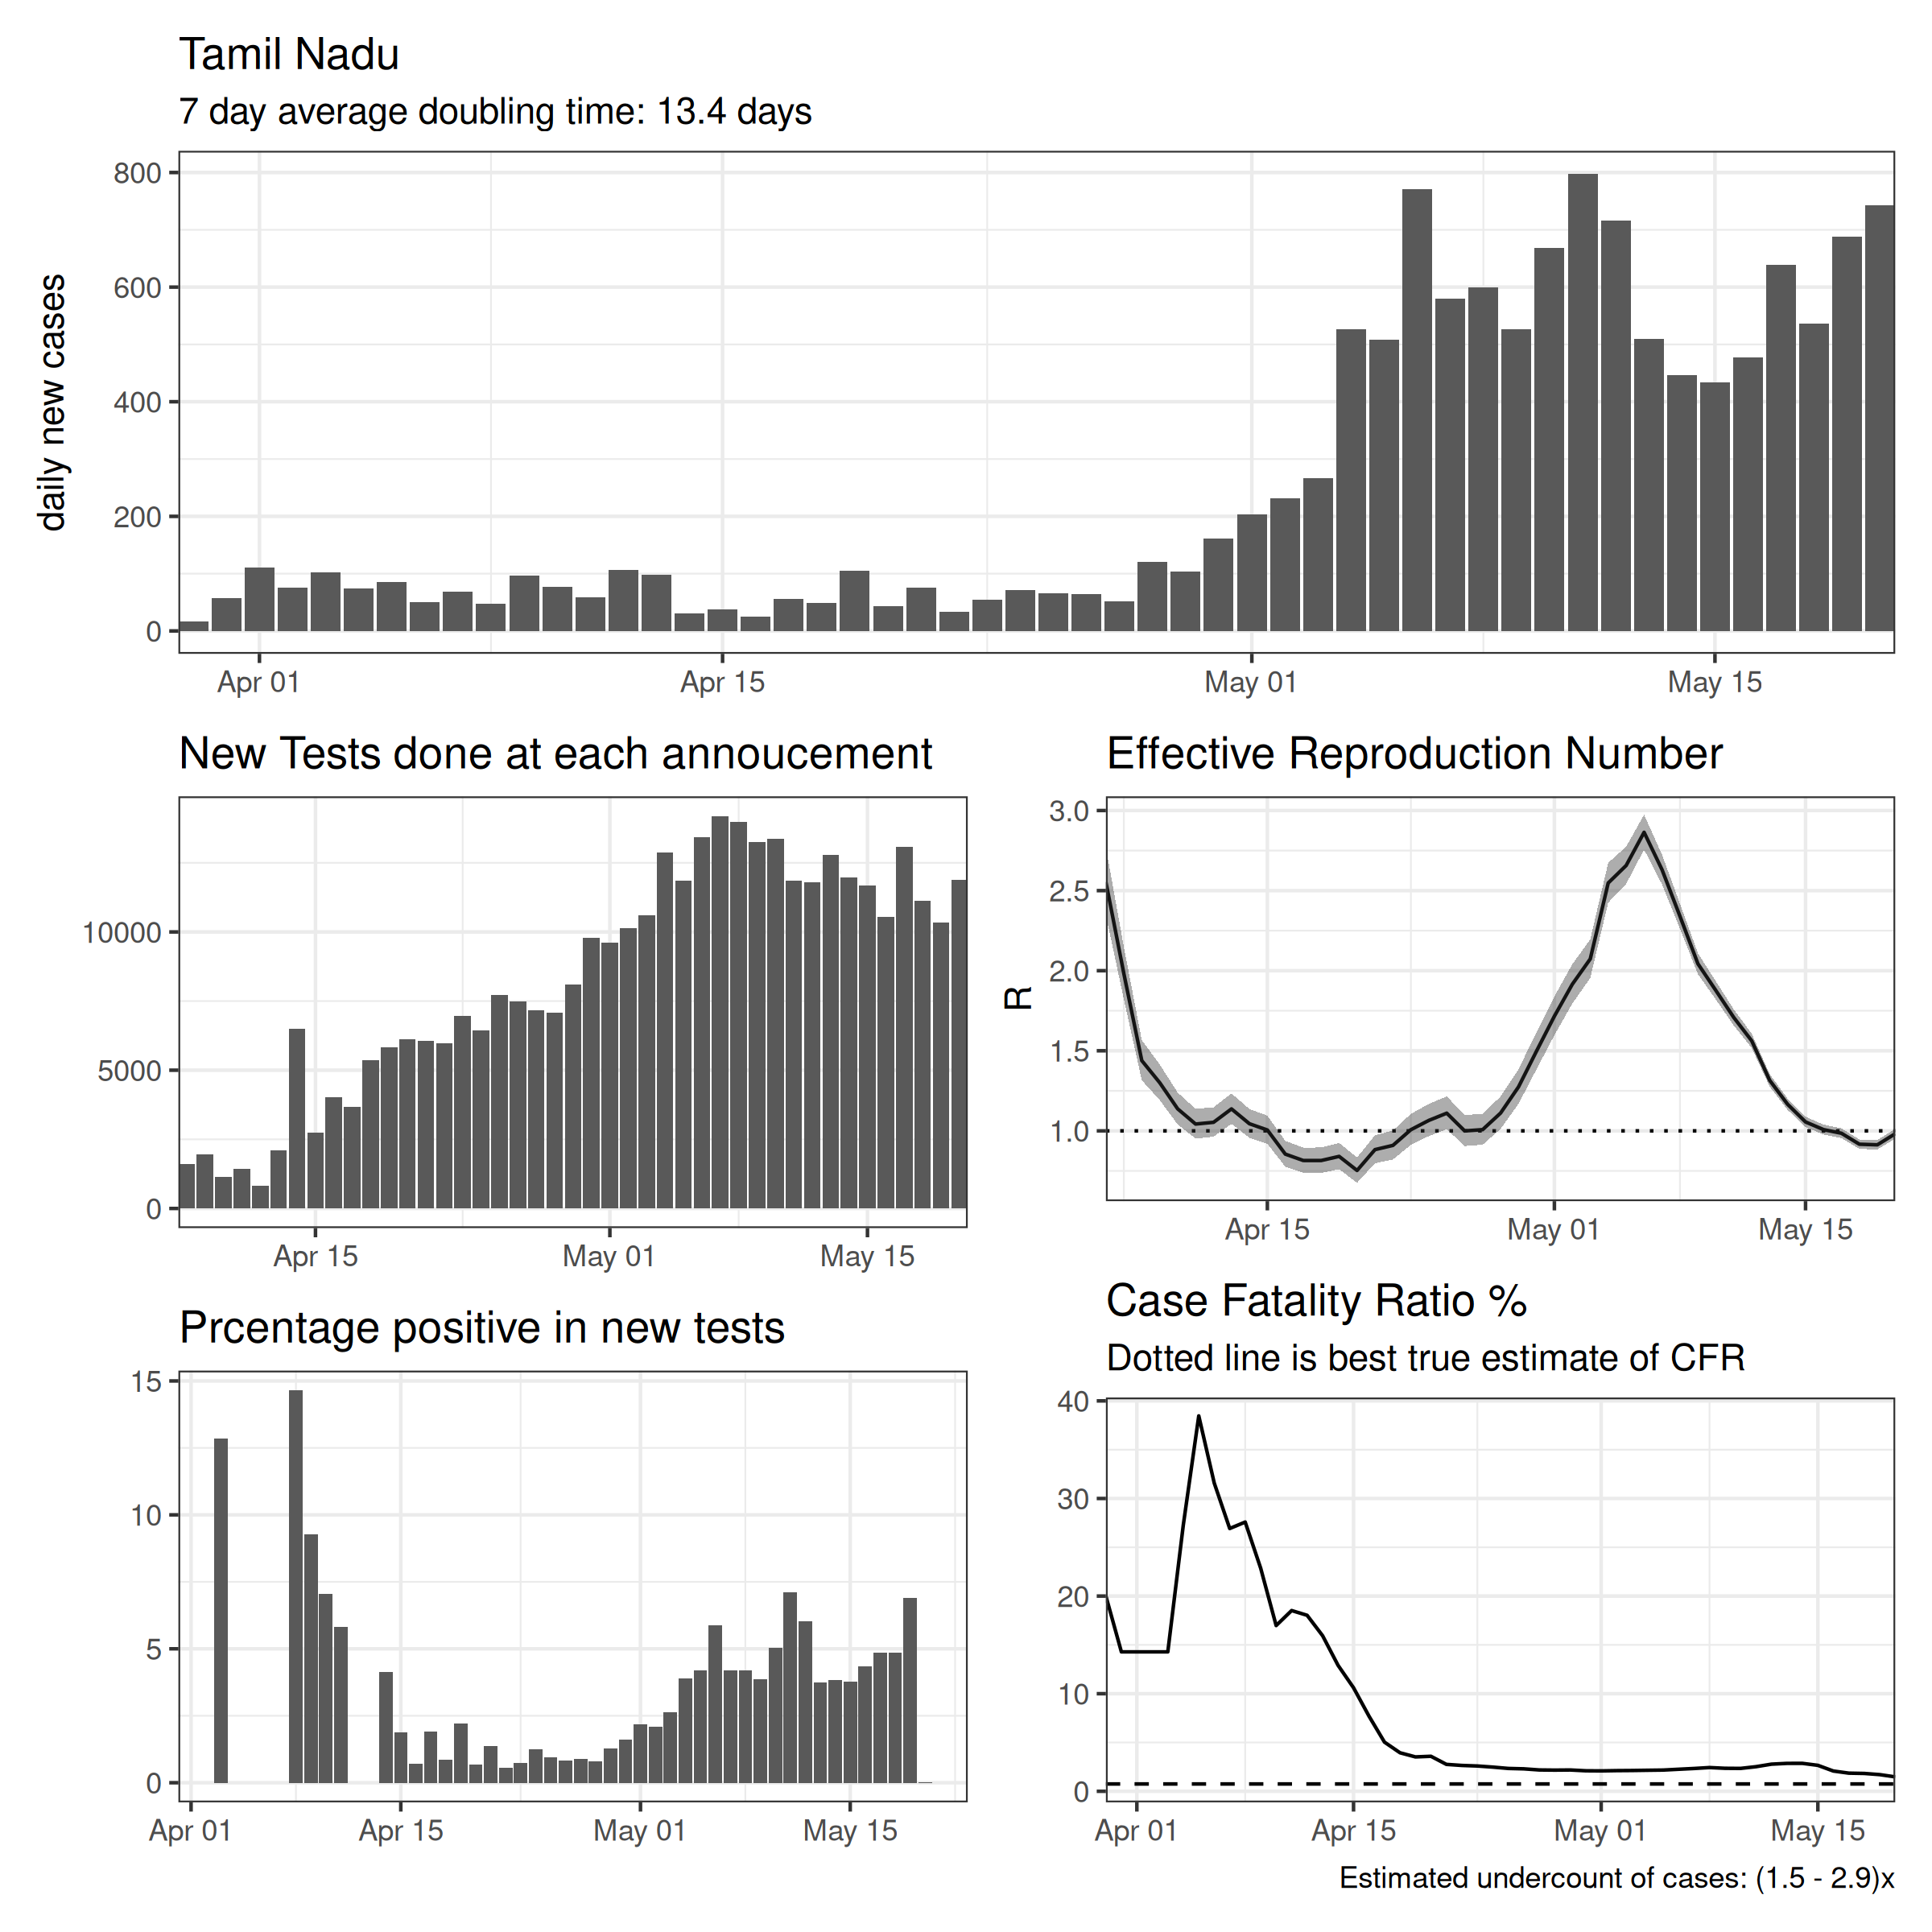 Tamil Nadu
7 day average doubling time: 13.4 days
daily new cases
800
600
400
200
0
Apr 01 Apr 15 May 01 May 15
New Tests done at each annoucement
10000
5000
0
Apr 15 May 01 May 15
Effective Reproduction Number
R
3.0
2.5
2.0
1.5
1.0
Apr 15 May 01 May 15
Prcentage positive in new tests
15
10
5
0
Apr 01 Apr 15 May 01 May 15
Case Fatality Ratio %
Dotted line is best true estimate of CFR
40
30
20
10
0
Apr 01 Apr 15 May 01 May 15
Estimated undercount of cases: (1.5 - 2.9)x